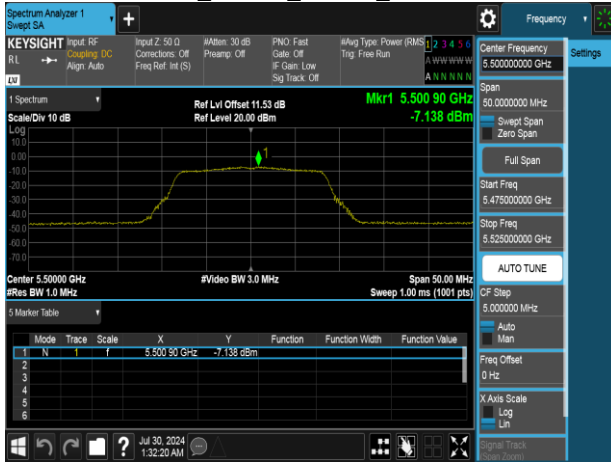 Spectrum Analyzer 1
Swept SA
+
Frequency
KEYSIGHT
Input: RF
Coupling: DC
Align: Auto
Input Z: 50 Ω
Corrections: Off
Freq Ref: Int (S)
#Atten: 30 dB
Preamp: Off
PNO: Fast
Gate: Off
IF Gain: Low
Sig Track: Off
#Avg Type: Power (RMS
Trig: Free Run
1 2 3 4 5 6
A W W W W W
A N N N N N
R L
LXI
Center Frequency
5.500000000 GHz
Settings
Span
50.0000000 MHz
Swept Span
Zero Span
Full Span
Start Freq
5.475000000 GHz
Stop Freq
5.525000000 GHz
AUTO TUNE
CF Step
5.000000 MHz
Auto
Man
Freq Offset
0 Hz
X Axis Scale
Log
Lin
Signal Track
(Span Zoom)
1 Spectrum
Scale/Div 10 dB
Ref Lvl Offset 11.53 dB
Ref Level 20.00 dBm
Mkr1 5.500 90 GHz
-7.138 dBm
Log
10.0
0.00
-10.0
-20.0
-30.0
-40.0
-50.0
-60.0
-70.0
1
Center 5.50000 GHz
#Res BW 1.0 MHz
#Video BW 3.0 MHz
Span 50.00 MHz
Sweep 1.00 ms (1001 pts)
5 Marker Table
Mode Trace Scale X Y Function Function Width Function Value
1 N 1 f 5.500 90 GHz -7.138 dBm
2
3
4
5
6
?
Jul 30, 2024
1:32:20 AM